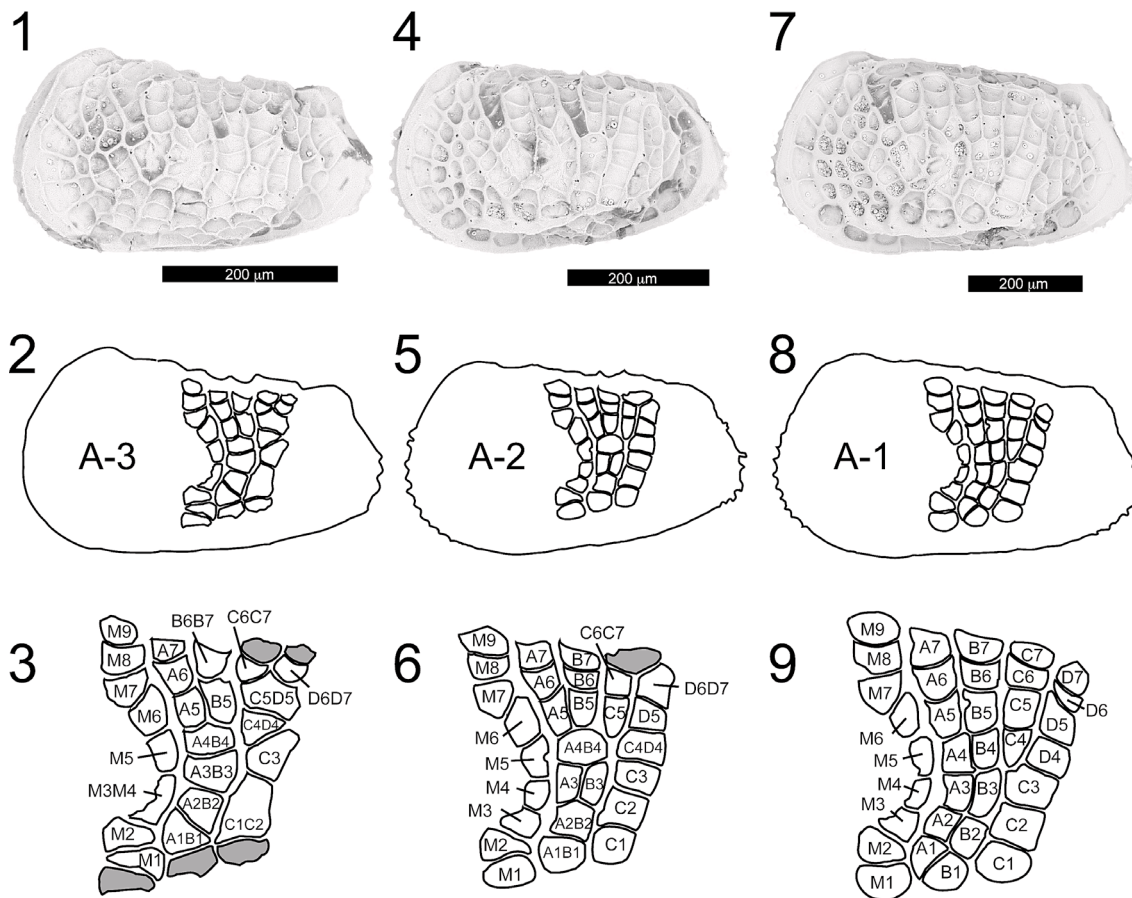 1 4 7
200 µm 200 µm 200 µm
2 5 8
A-3 A-2 A-1
3 6 9
M9 A7 B6B7 C6C7
M8 A6
M7 A5 B5 C5D5 D6D7
M6 C4D4
M5 A4B4 C3
M3M4 A3B3
A2B2
M2 A1B1 C1C2
M1
M9 A7 B7 C6C7
M8 A6 B6
M7 A5 B5 C5 D5 D6D7
M6
M5 A4B4 C4D4
M4 A3 B3 C3
M3 A2B2 C2
M2 A1B1 C1
M1
M9 A7 B7 C7
M8 A6 B6 C6 D7
M7 A5 B5 C5 D5 D6
M6
M5 A4 B4 C4 D4
M4 A3 B3 C3
M3 A2 B2 C2
M2 A1 B1 C1
M1